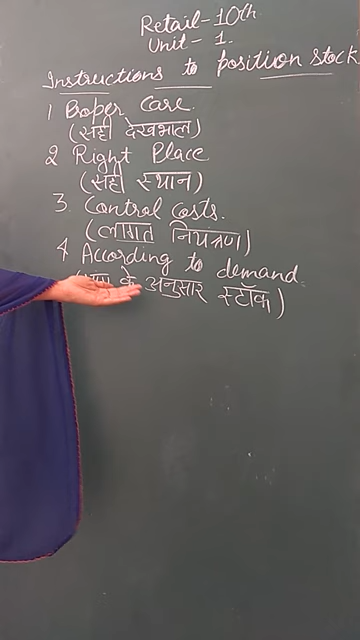 Retail-10th
Unit-1.
Instructions to position stock
1 Proper Care.
(सही देखभाल)
2 Right Place
(सही स्थान)
3. Control Costs.
(लागत नियंत्रण)
4 According to demand.
के अनुसार स्टॉक)